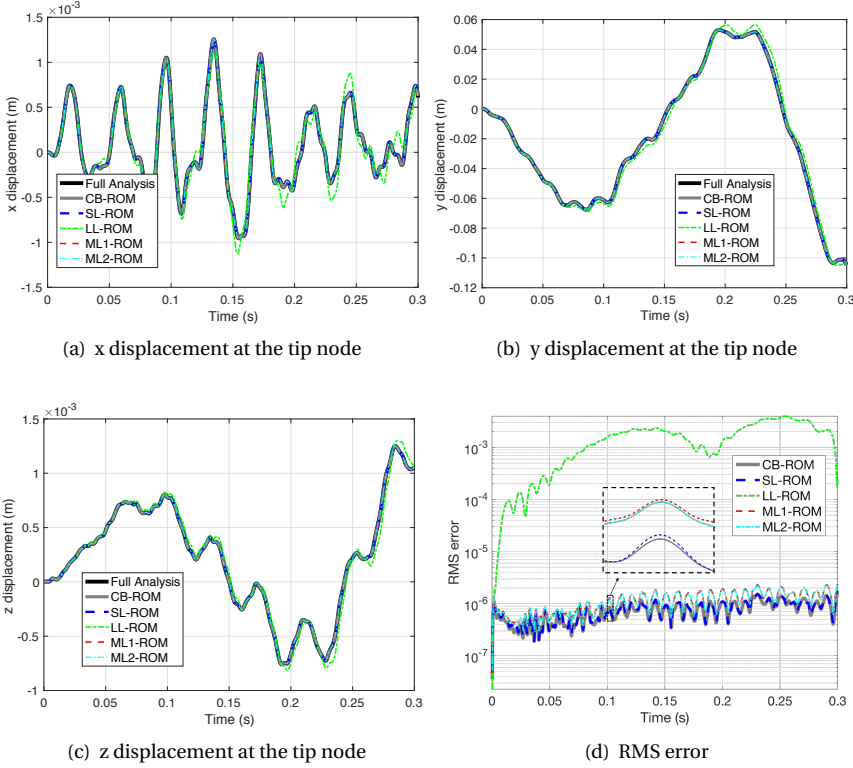 ×10⁻³
1.5
1
0.5
0
-0.5
-1
-1.5
x displacement (m)
Full Analysis
CB-ROM
SL-ROM
LL-ROM
ML1-ROM
ML2-ROM
0 0.05 0.1 0.15 0.2 0.25 0.3
Time (s)
(a) x displacement at the tip node
0.06
0.04
0.02
0
-0.02
-0.04
-0.06
-0.08
-0.1
-0.12
y displacement (m)
Full Analysis
CB-ROM
SL-ROM
LL-ROM
ML1-ROM
ML2-ROM
0 0.05 0.1 0.15 0.2 0.25 0.3
Time (s)
(b) y displacement at the tip node
×10⁻³
1.5
1
0.5
0
-0.5
-1
z displacement (m)
Full Analysis
CB-ROM
SL-ROM
LL-ROM
ML1-ROM
ML2-ROM
0 0.05 0.1 0.15 0.2 0.25 0.3
Time (s)
(c) z displacement at the tip node
10⁻³
10⁻⁴
10⁻⁵
10⁻⁶
10⁻⁷
RMS error
CB-ROM
SL-ROM
LL-ROM
ML1-ROM
ML2-ROM
0 0.05 0.1 0.15 0.2 0.25 0.3
Time (s)
(d) RMS error